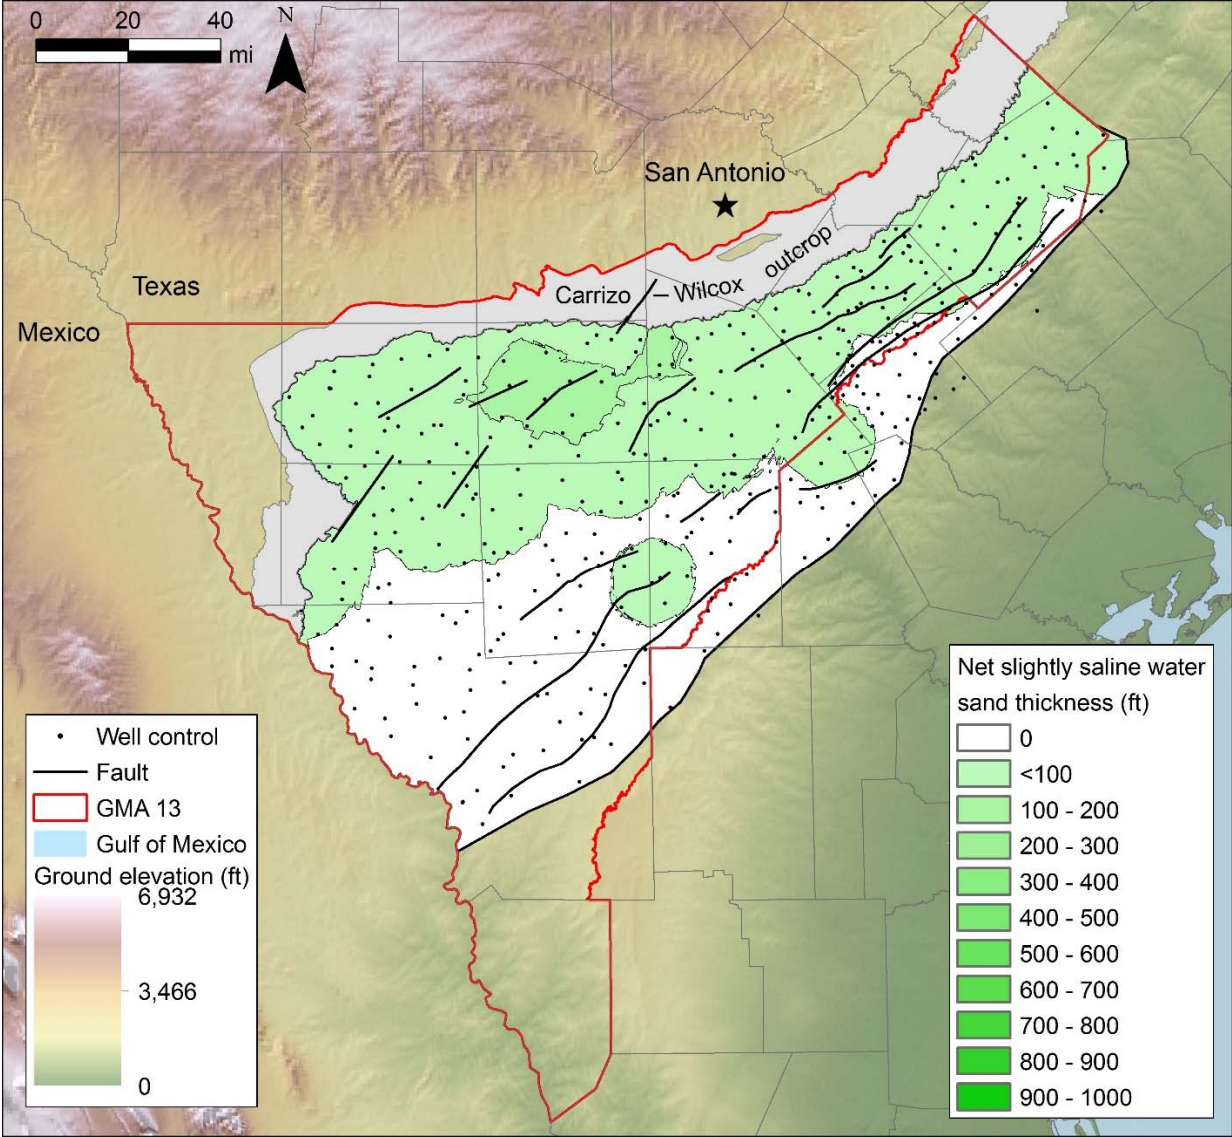 0 20 40
mi
N
San Antonio
Texas
Mexico
Carrizo – Wilcox outcrop
Well control
Fault
GMA 13
Gulf of Mexico
Ground elevation (ft)
6,932
3,466
0
Net slightly saline water
sand thickness (ft)
0
<100
100 - 200
200 - 300
300 - 400
400 - 500
500 - 600
600 - 700
700 - 800
800 - 900
900 - 1000